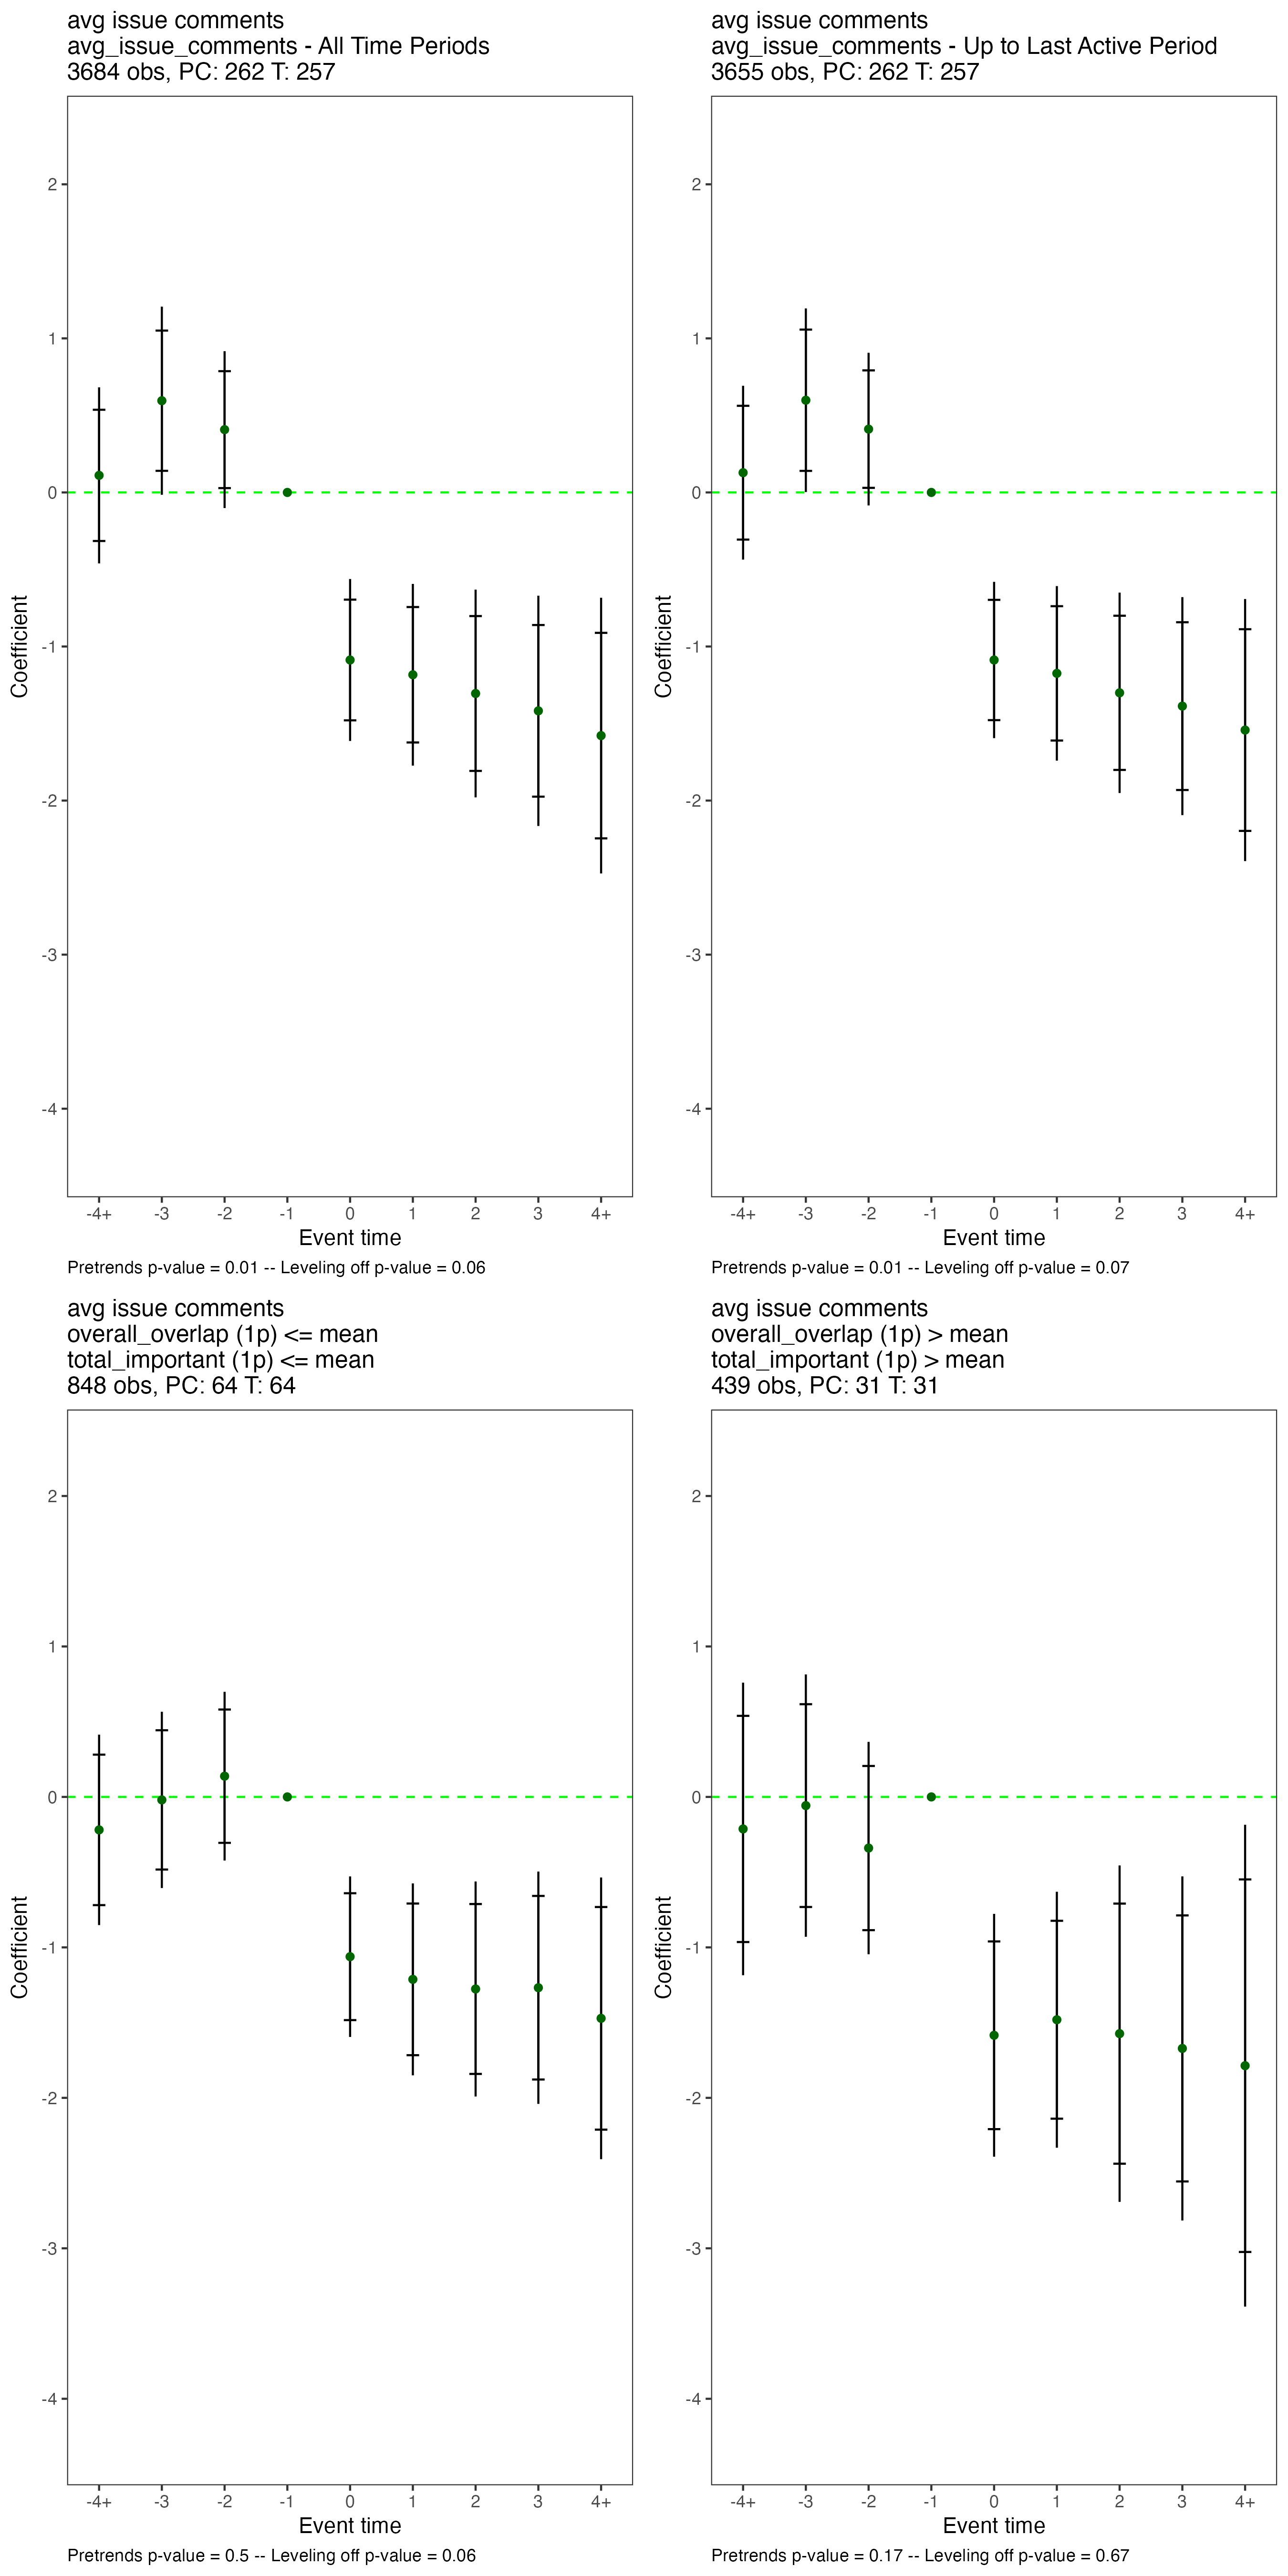 avg issue comments
avg_issue_comments - All Time Periods
3684 obs, PC: 262 T: 257
2
1
0
-1
-2
-3
-4
Coefficient
-4+ -3 -2 -1 0 1 2 3 4+
Event time
Pretrends p-value = 0.01 -- Leveling off p-value = 0.06
avg issue comments
avg_issue_comments - Up to Last Active Period
3655 obs, PC: 262 T: 257
2
1
0
-1
-2
-3
-4
Coefficient
-4+ -3 -2 -1 0 1 2 3 4+
Event time
Pretrends p-value = 0.01 -- Leveling off p-value = 0.07
avg issue comments
overall_overlap (1p) <= mean
total_important (1p) <= mean
848 obs, PC: 64 T: 64
2
1
0
-1
-2
-3
-4
Coefficient
-4+ -3 -2 -1 0 1 2 3 4+
Event time
Pretrends p-value = 0.5 -- Leveling off p-value = 0.06
avg issue comments
overall_overlap (1p) > mean
total_important (1p) > mean
439 obs, PC: 31 T: 31
2
1
0
-1
-2
-3
-4
Coefficient
-4+ -3 -2 -1 0 1 2 3 4+
Event time
Pretrends p-value = 0.17 -- Leveling off p-value = 0.67